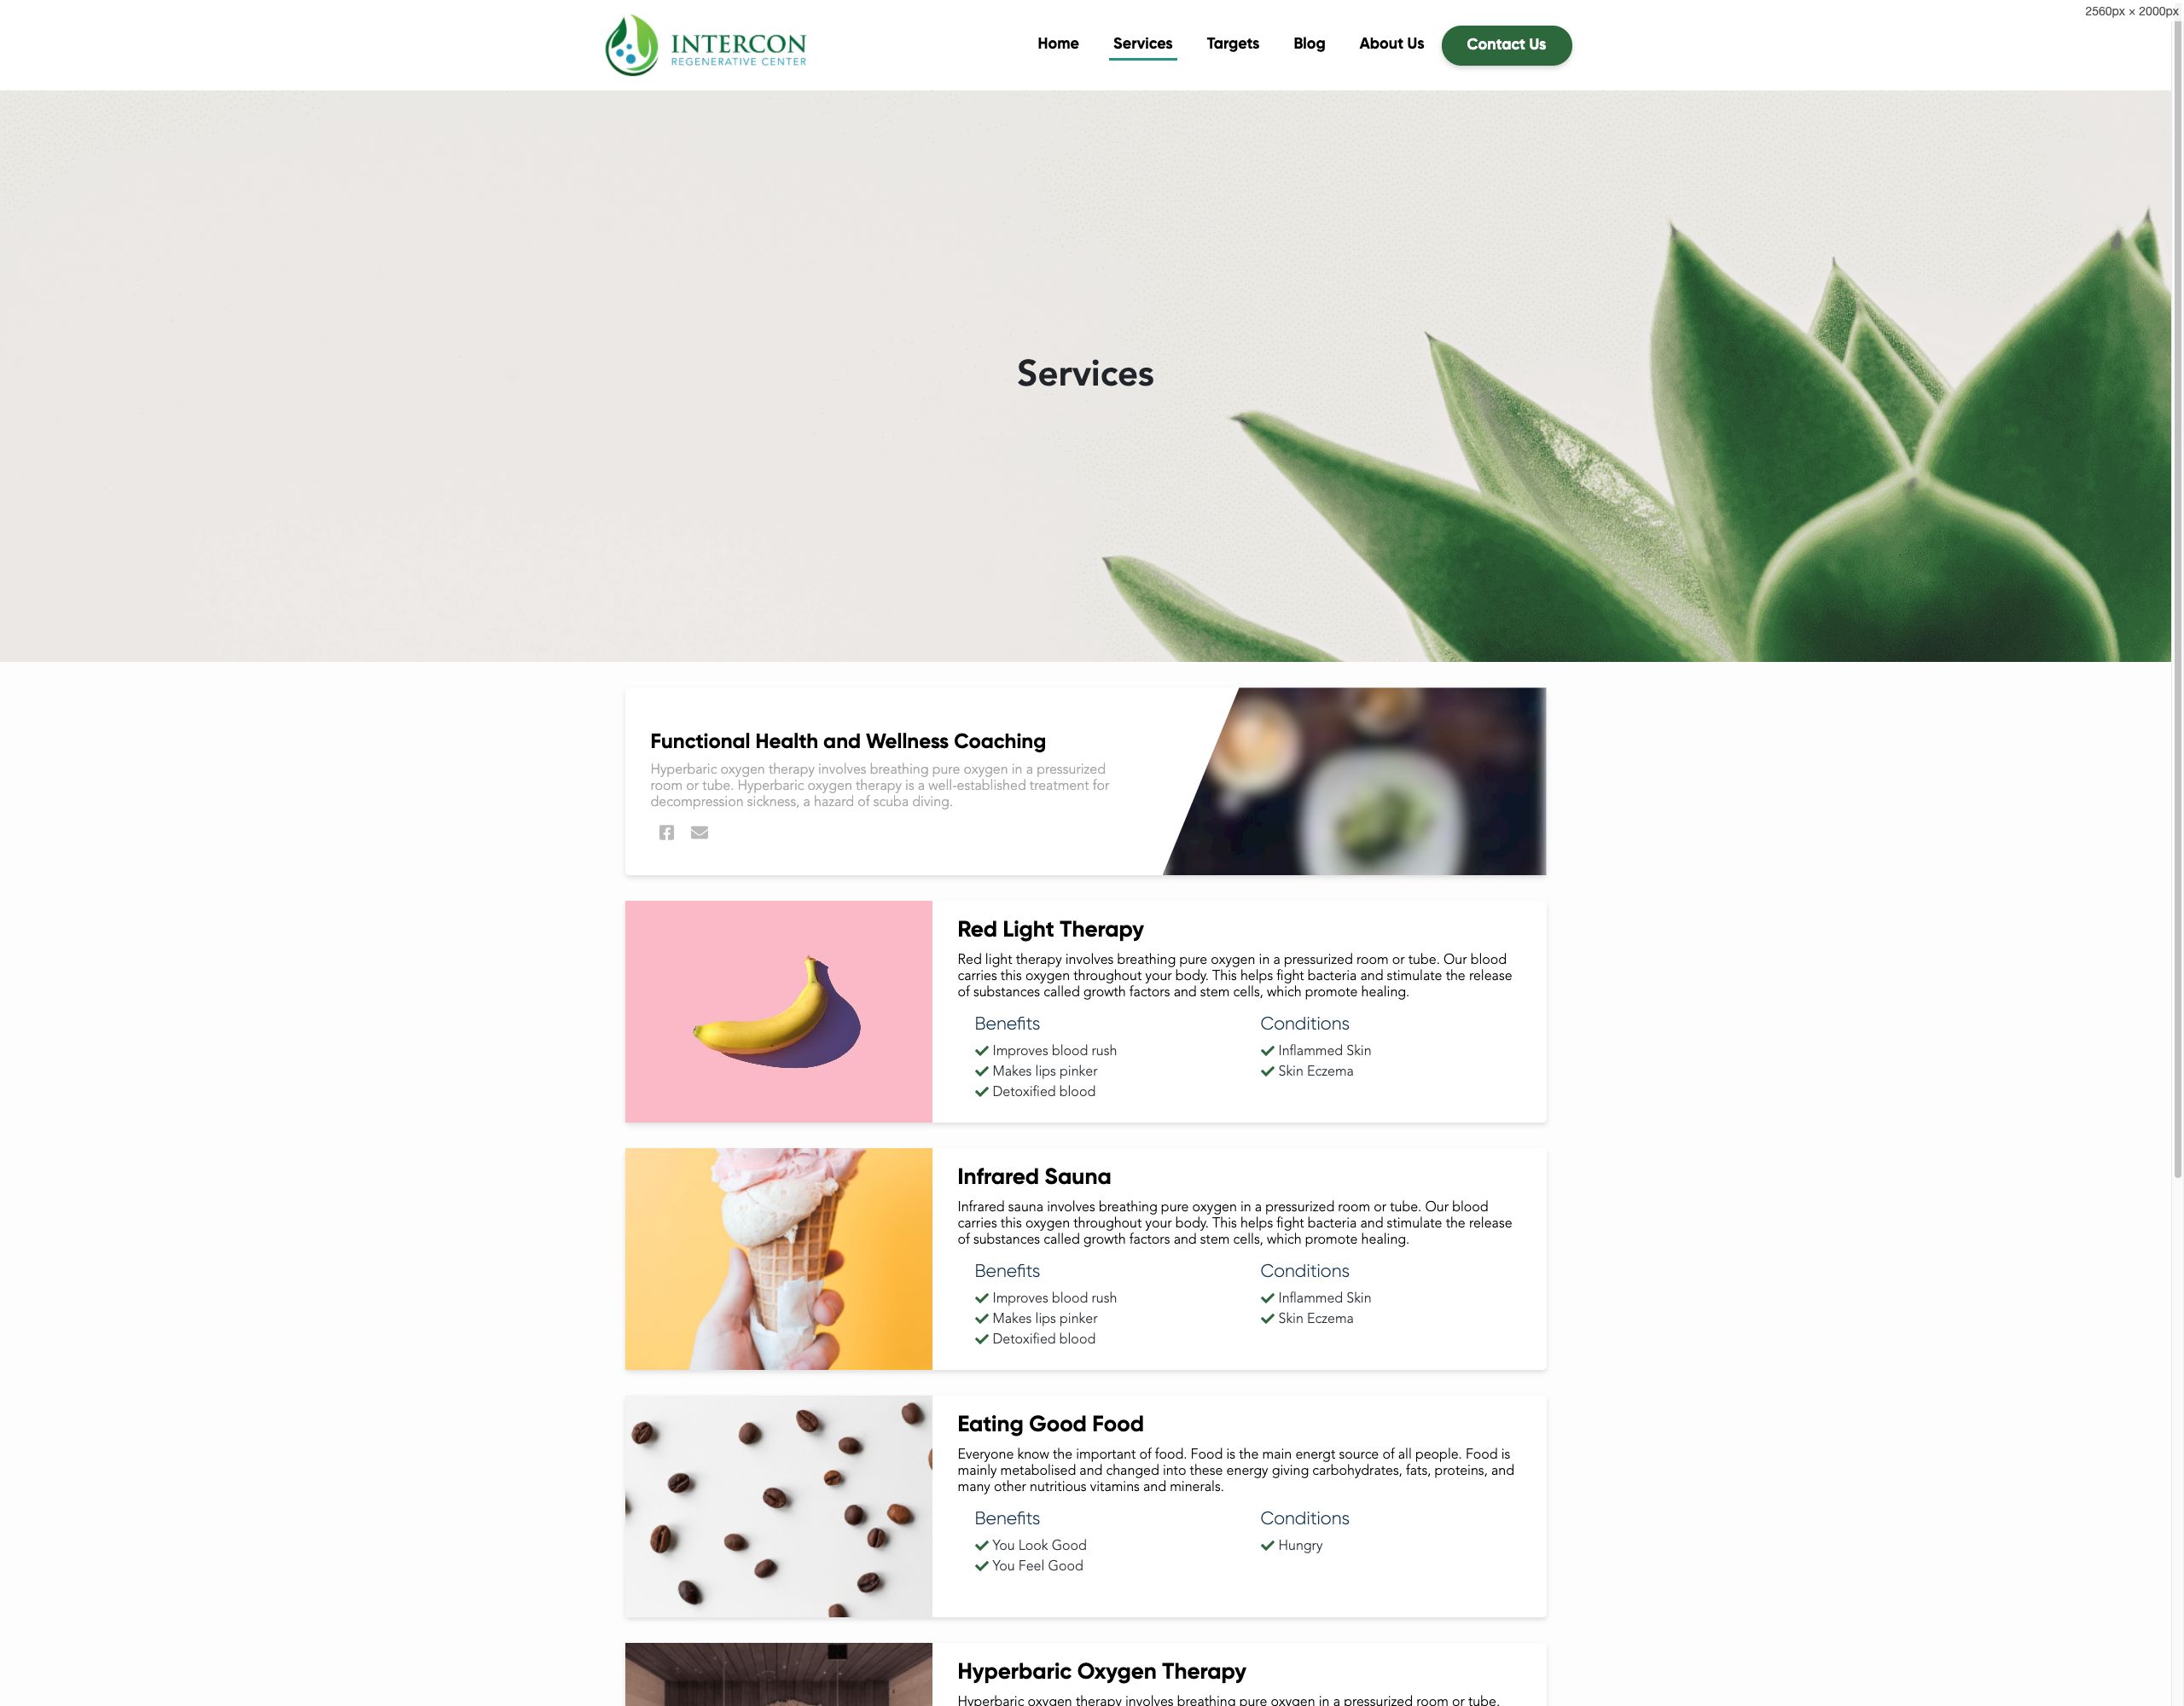 2560px × 2000px
INTERCON
REGENERATIVE CENTER
Home Services Targets Blog About Us Contact Us
Services
Functional Health and Wellness Coaching
Hyperbaric oxygen therapy involves breathing pure oxygen in a pressurized
room or tube. Hyperbaric oxygen therapy is a well-established treatment for
decompression sickness, a hazard of scuba diving.
Red Light Therapy
Red light therapy involves breathing pure oxygen in a pressurized room or tube. Our blood
carries this oxygen throughout your body. This helps fight bacteria and stimulate the release
of substances called growth factors and stem cells, which promote healing.
Benefits
Improves blood rush
Makes lips pinker
Detoxified blood
Conditions
Inflammed Skin
Skin Eczema
Infrared Sauna
Infrared sauna involves breathing pure oxygen in a pressurized room or tube. Our blood
carries this oxygen throughout your body. This helps fight bacteria and stimulate the release
of substances called growth factors and stem cells, which promote healing.
Benefits
Improves blood rush
Makes lips pinker
Detoxified blood
Conditions
Inflammed Skin
Skin Eczema
Eating Good Food
Everyone know the important of food. Food is the main energt source of all people. Food is
mainly metabolised and changed into these energy giving carbohydrates, fats, proteins, and
many other nutritious vitamins and minerals.
Benefits
You Look Good
You Feel Good
Conditions
Hungry
Hyperbaric Oxygen Therapy
Hyperbaric oxygen therapy involves breathing pure oxygen in a pressurized room or tube.